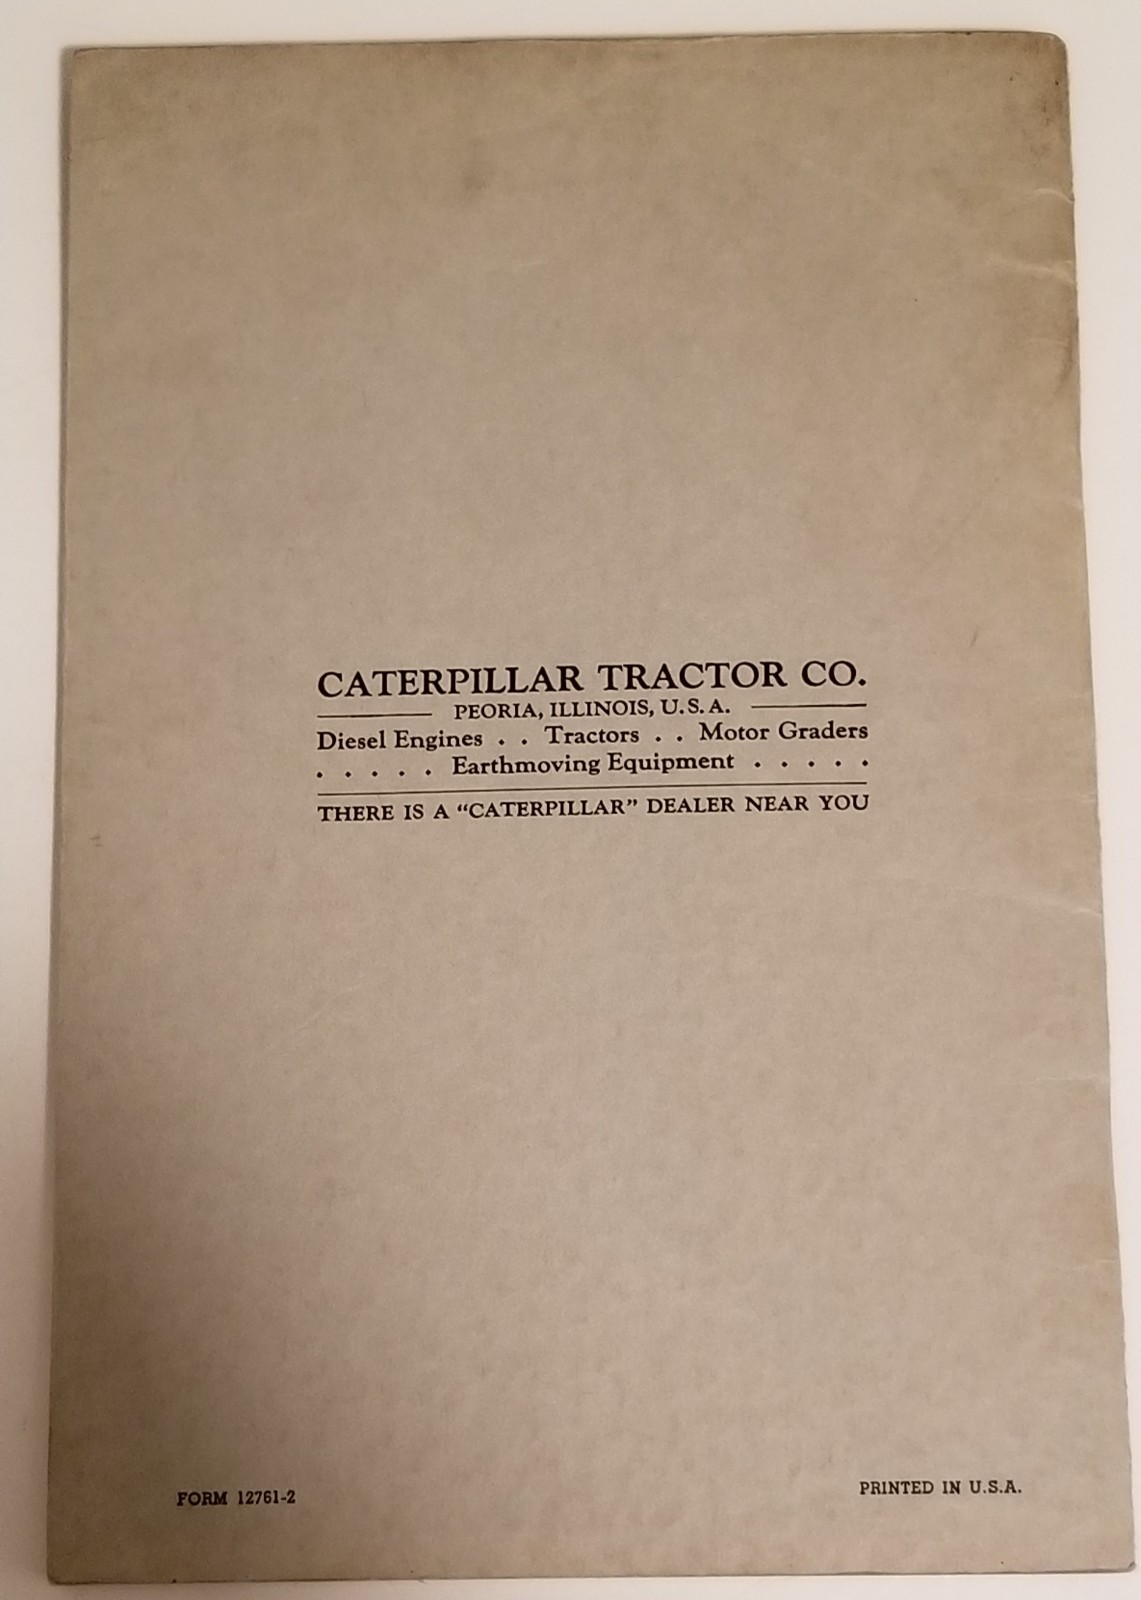 CATERPILLAR TRACTOR CO.
PEORIA, ILLINOIS, U.S.A.
Diesel Engines . . Tractors . . Motor Graders
. . . . . Earthmoving Equipment . . . . .
THERE IS A "CATERPILLAR" DEALER NEAR YOU
FORM 12761-2
PRINTED IN U.S.A.